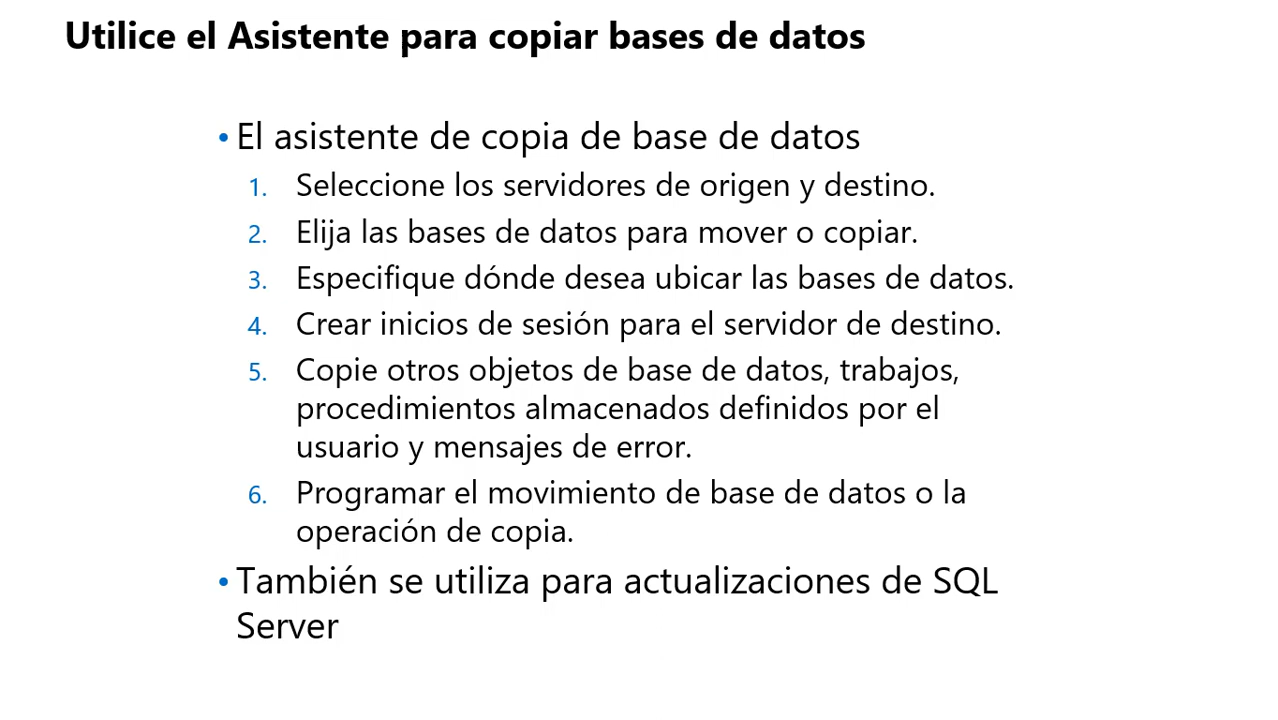 Utilice el Asistente para copiar bases de datos
• El asistente de copia de base de datos
1. Seleccione los servidores de origen y destino.
2. Elija las bases de datos para mover o copiar.
3. Especifique dónde desea ubicar las bases de datos.
4. Crear inicios de sesión para el servidor de destino.
5. Copie otros objetos de base de datos, trabajos,
procedimientos almacenados definidos por el
usuario y mensajes de error.
6. Programar el movimiento de base de datos o la
operación de copia.
• También se utiliza para actualizaciones de SQL
Server